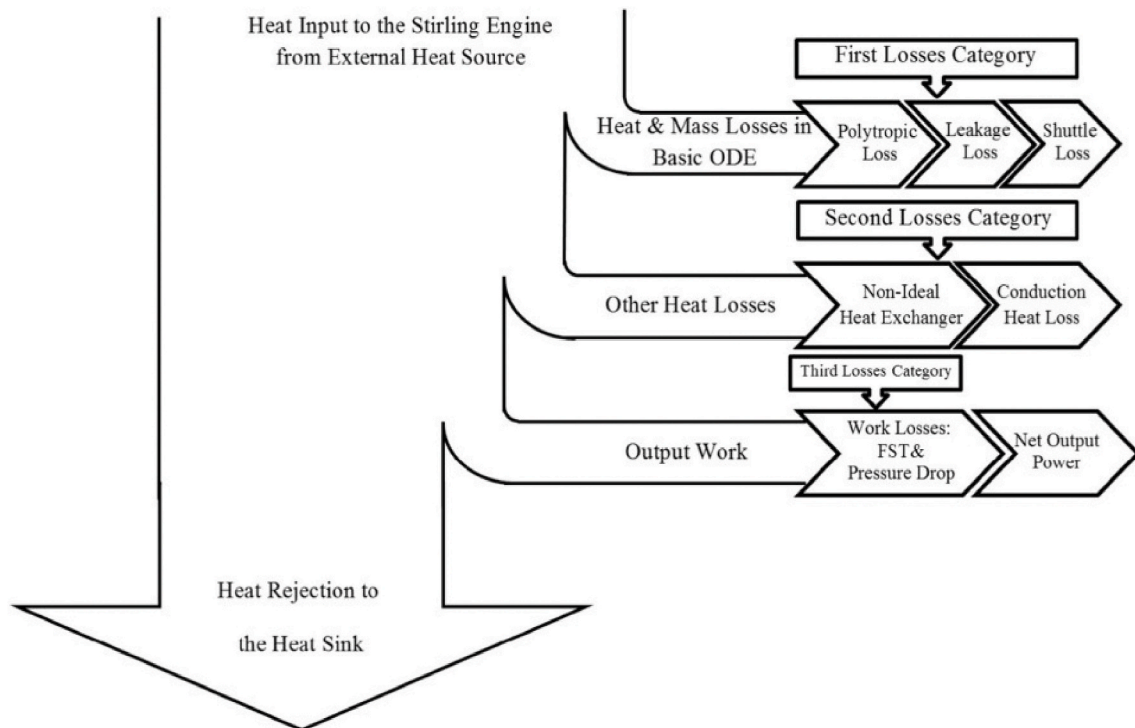 Heat Input to the Stirling Engine
from External Heat Source
First Losses Category
Heat & Mass Losses in
Basic ODE
Polytropic
Loss
Leakage
Loss
Shuttle
Loss
Second Losses Category
Other Heat Losses
Non-Ideal
Heat Exchanger
Conduction
Heat Loss
Third Losses Category
Output Work
Work Losses:
FST&
Pressure Drop
Net Output
Power
Heat Rejection to
the Heat Sink